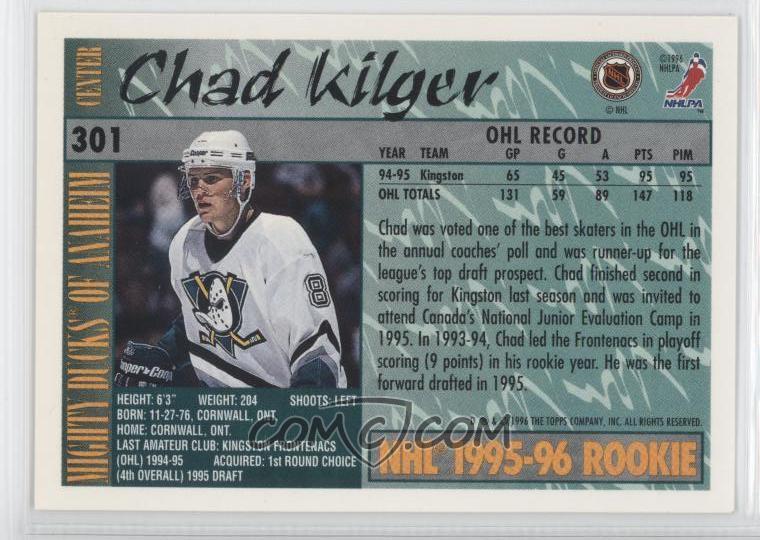 CENTER
Chad Kilger
NHL
© NHL
©1996
NHLPA
NHLPA
TM
301
OHL RECORD
YEAR TEAM GP G A PTS PIM
94-95 Kingston 65 45 53 95 95
OHL TOTALS 131 59 89 147 118
MIGHTY DUCKS® OF ANAHEIM
8
Cooper
Chad was voted one of the best skaters in the OHL in
the annual coaches' poll and was runner-up for the
league's top draft prospect. Chad finished second in
scoring for Kingston last season and was invited to
attend Canada's National Junior Evaluation Camp in
1995. In 1993-94, Chad led the Frontenacs in playoff
scoring (9 points) in his rookie year. He was the first
forward drafted in 1995.
HEIGHT: 6'3" WEIGHT: 204 SHOOTS: LEFT
BORN: 11-27-76, CORNWALL, ONT.
HOME: CORNWALL, ONT.
LAST AMATEUR CLUB: KINGSTON FRONTENACS
(OHL) 1994-95 ACQUIRED: 1st ROUND CHOICE
(4th OVERALL) 1995 DRAFT
1996 THE TOPPS COMPANY, INC. ALL RIGHTS RESERVED.
COMC.COM
NHL® 1995-96 ROOKIE